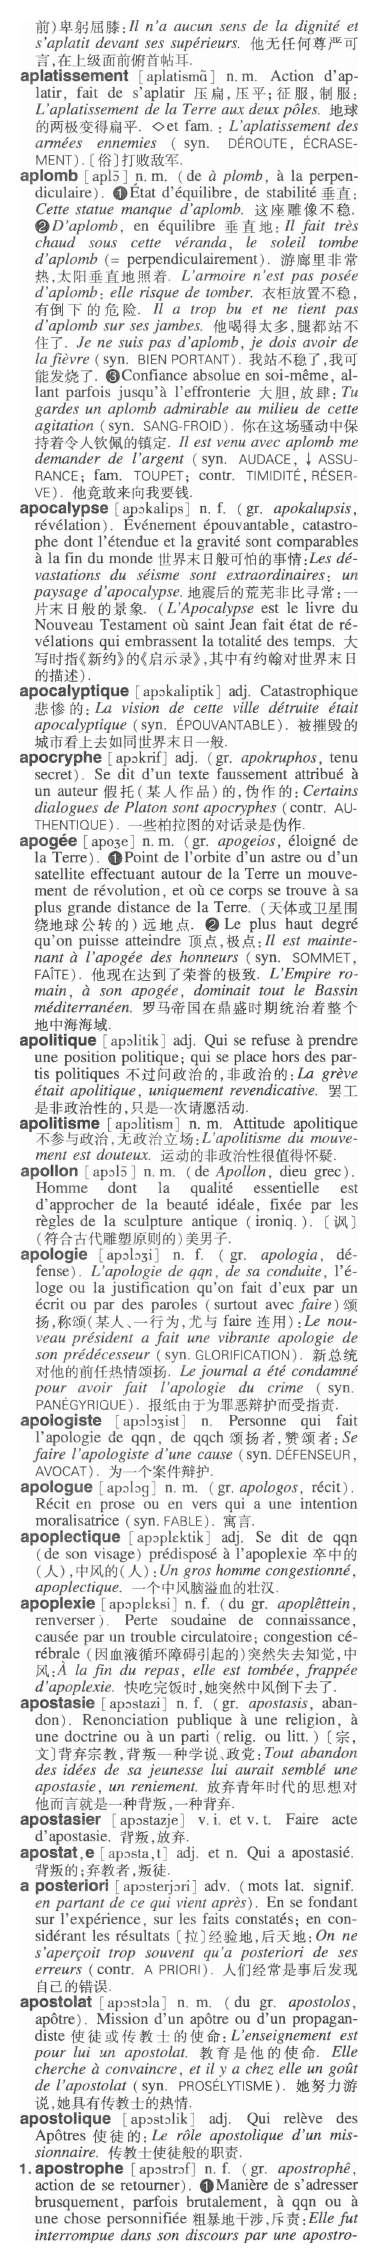 前)卑躬屈膝:Il n'a aucun sens de la dignité et
s'aplatit devant ses supérieurs. 他无任何尊严可
言,在上级面前俯首帖耳.
aplatissement [aplatismɑ̃] n. m. Action d'ap-
latir, fait de s'aplatir 压扁,压平;征服,制服:
L'aplatissement de la Terre aux deux pôles. 地球
的两极变得扁平. ◇et fam. : L'aplatissement des
armées ennemies ( syn. DÉROUTE, ÉCRASE-
MENT). 〔俗〕打败敌军.
aplomb [aplɔ̃] n. m. (de à plomb, à la perpen-
diculaire). ❶État d'équilibre, de stabilité 垂直:
Cette statue manque d'aplomb. 这座雕像不稳.
❷D'aplomb, en équilibre 垂直地: Il fait très
chaud sous cette véranda, le soleil tombe
d'aplomb (= perpendiculairement). 游廊里非常
热,太阳垂直地照着. L'armoire n'est pas posée
d'aplomb: elle risque de tomber. 衣柜放置不稳,
有倒下的危险. Il a trop bu et ne tient pas
d'aplomb sur ses jambes. 他喝得太多,腿都站不
住了. Je ne suis pas d'aplomb, je dois avoir de
la fièvre (syn. BIEN PORTANT). 我站不稳了,我可
能发烧了. ❸Confiance absolue en soi-même, al-
lant parfois jusqu'à l'effronterie 大胆,放肆: Tu
gardes un aplomb admirable au milieu de cette
agitation (syn. SANG-FROID). 你在这场骚动中保
持着令人钦佩的镇定. Il est venu avec aplomb me
demander de l'argent ( syn. AUDACE, ↓ ASSU-
RANCE; fam. TOUPET; contr. TIMIDITÉ, RÉSER-
VE). 他竟敢来向我要钱.
apocalypse [apɔkalips] n. f. (gr. apokalupsis,
révélation). Événement épouvantable, catastro-
phe dont l'étendue et la gravité sont comparables
à la fin du monde 世界末日般可怕的事情:Les dé-
vastations du séisme sont extraordinaires: un
paysage d'apocalypse. 地震后的荒芜非比寻常:一
片末日般的景象. (L'Apocalypse est le livre du
Nouveau Testament où saint Jean fait état de ré-
vélations qui embrassent la totalité des temps. 大
写时指《新约》的《启示录》,其中有约翰对世界末日
的描述).
apocalyptique [apɔkaliptik] adj. Catastrophique
悲惨的: La vision de cette ville détruite était
apocalyptique (syn. ÉPOUVANTABLE). 被摧毁的
城市看上去如同世界末日一般.
apocryphe [apɔkrif] adj. (gr. apokruphos, tenu
secret). Se dit d'un texte faussement attribué à
un auteur 假托(某人作品)的,伪作的: Certains
dialogues de Platon sont apocryphes (contr. AU-
THENTIQUE). 一些柏拉图的对话录是伪作.
apogée [apɔʒe] n. m. (gr. apogeios, éloigné de
la Terre). ❶Point de l'orbite d'un astre ou d'un
satellite effectuant autour de la Terre un mouve-
ment de révolution, et où ce corps se trouve à sa
plus grande distance de la Terre. (天体或卫星围
绕地球公转的)远地点. ❷ Le plus haut degré
qu'on puisse atteindre 顶点,极点: Il est mainte-
nant à l'apogée des honneurs (syn. SOMMET,
FAÎTE). 他现在达到了荣誉的极致. L'Empire ro-
main, à son apogée, dominait tout le Bassin
méditerranéen. 罗马帝国在鼎盛时期统治着整个
地中海海域.
apolitique [apɔlitik] adj. Qui se refuse à prendre
une position politique; qui se place hors des par-
tis politiques 不过问政治的,非政治的:La grève
était apolitique, uniquement revendicative. 罢工
是非政治性的,只是一次请愿活动.
apolitisme [apɔlitism] n. m. Attitude apolitique
不参与政治,无政治立场:L'apolitisme du mouve-
ment est douteux. 运动的非政治性很值得怀疑.
apollon [apɔlɔ̃] n. m. (de Apollon, dieu grec).
Homme dont la qualité essentielle est
d'approcher de la beauté idéale, fixée par les
règles de la sculpture antique (ironiq.). 〔讽〕
(符合古代雕塑原则的)美男子.
apologie [apɔlɔʒi] n. f. ( gr. apologia, dé-
fense). L'apologie de qqn, de sa conduite, l'é-
loge ou la justification qu'on fait d'eux par un
écrit ou par des paroles (surtout avec faire) 颂
扬,称颂(某人、一行为,尤与 faire 连用): Le nou-
veau président a fait une vibrante apologie de
son prédécesseur (syn. GLORIFICATION). 新总统
对他的前任热情颂扬. Le journal a été condamné
pour avoir fait l'apologie du crime ( syn.
PANÉGYRIQUE). 报纸由于为罪恶辩护而受指责.
apologiste [apɔlɔʒist] n. Personne qui fait
l'apologie de qqn, de qqch 颂扬者,赞颂者: Se
faire l'apologiste d'une cause (syn. DÉFENSEUR,
AVOCAT). 为一个案件辩护.
apologue [apɔlɔg] n. m. (gr. apologos, récit).
Récit en prose ou en vers qui a une intention
moralisatrice (syn. FABLE). 寓言.
apoplectique [apɔplɛktik] adj. Se dit de qqn
(de son visage) prédisposé à l'apoplexie 卒中的
(人),中风的(人):Un gros homme congestionné,
apoplectique. 一个中风脑溢血的壮汉.
apoplexie [apɔplɛksi] n. f. (du gr. apoplêttein,
renverser). Perte soudaine de connaissance,
causée par un trouble circulatoire; congestion cé-
rébrale (因血液循环障碍引起的)突然失去知觉,中
风:À la fin du repas, elle est tombée, frappée
d'apoplexie. 快吃完饭时,她突然中风倒下去了.
apostasie [apɔstazi] n. f. (gr. apostasis, aban-
don). Renonciation publique à une religion, à
une doctrine ou à un parti (relig. ou litt.) 〔宗,
文〕背弃宗教,背叛一种学说、政党:Tout abandon
des idées de sa jeunesse lui aurait semblé une
apostasie, un reniement. 放弃青年时代的思想对
他而言就是一种背叛,一种背弃.
apostasier [apɔstazje] v. i. et v. t. Faire acte
d'apostasie. 背叛,放弃.
apostat,e [apɔsta,t] adj. et n. Qui a apostasié.
背叛的;弃教者,叛徒.
a posteriori [apɔsterjɔri] adv. (mots lat. signif.
en partant de ce qui vient après). En se fondant
sur l'expérience, sur les faits constatés; en con-
sidérant les résultats 〔拉〕经验地,后天地: On ne
s'aperçoit trop souvent qu'a posteriori de ses
erreurs (contr. A PRIORI). 人们经常是事后发现
自己的错误.
apostolat [apɔstɔla] n. m. ( du gr. apostolos,
apôtre). Mission d'un apôtre ou d'un propagan-
diste 使徒或传教士的使命: L'enseignement est
pour lui un apostolat. 教育是他的使命. Elle
cherche à convaincre, et il y a chez elle un goût
de l'apostolat (syn. PROSÉLYTISME). 她努力游
说,她具有传教士的热情.
apostolique [apɔstɔlik] adj. Qui relève des
Apôtres 使徒的: Le rôle apostolique d'un mis-
sionnaire. 传教士使徒般的职责.
1. apostrophe [apɔstrɔf] n. f. (gr. apostrophê,
action de se retourner). ❶Manière de s'adresser
brusquement, parfois brutalement, à qqn ou à
une chose personnifiée 粗暴地干涉,斥责:Elle fut
interrompue dans son discours par une apostro-